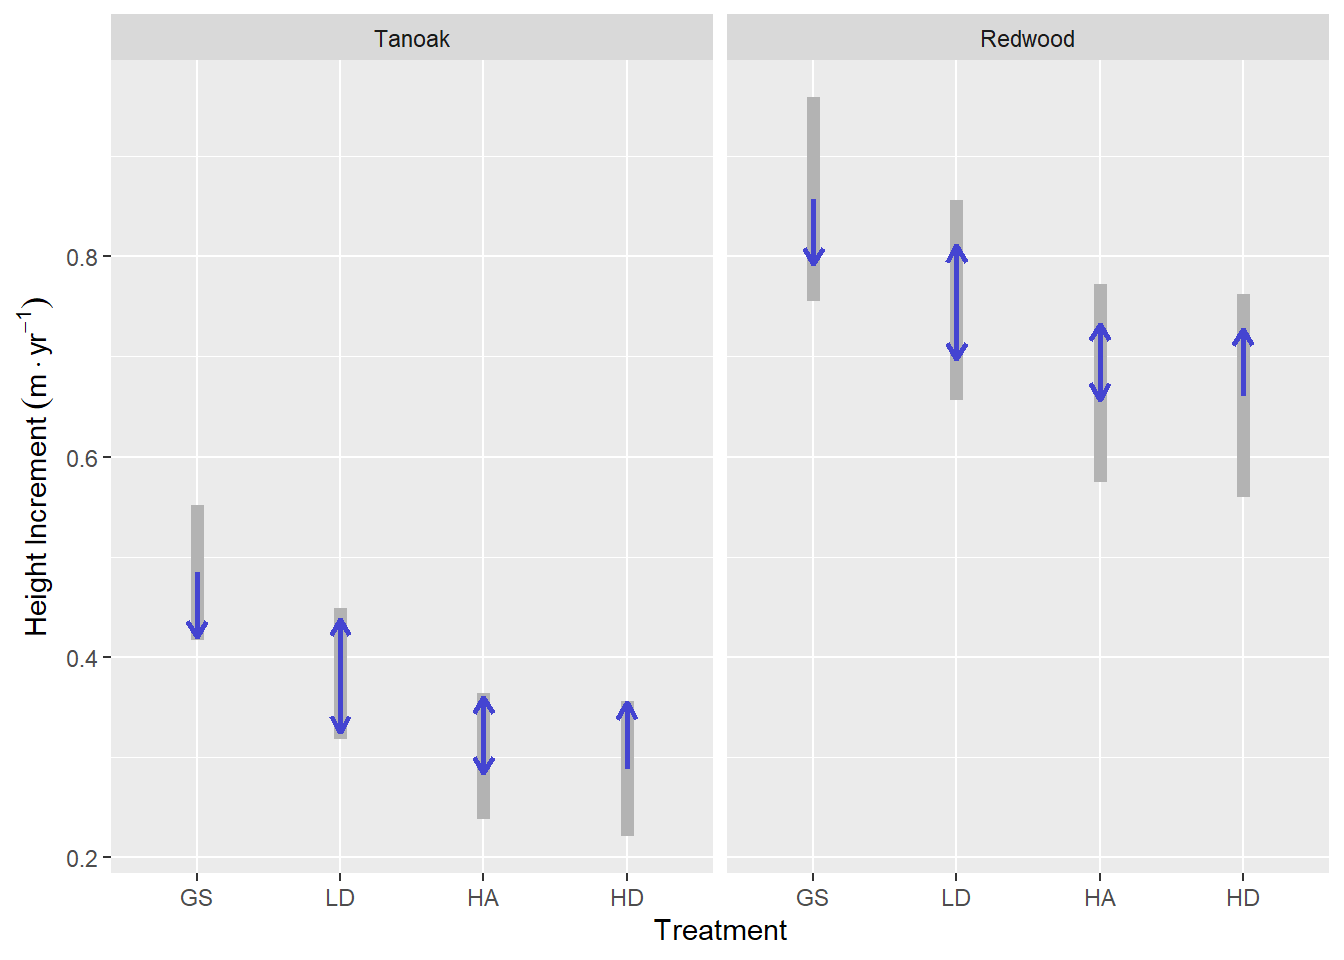 Tanoak
Redwood
Height Increment (m · yr⁻¹)
0.8
0.6
0.4
0.2
GS LD HA HD
GS LD HA HD
Treatment